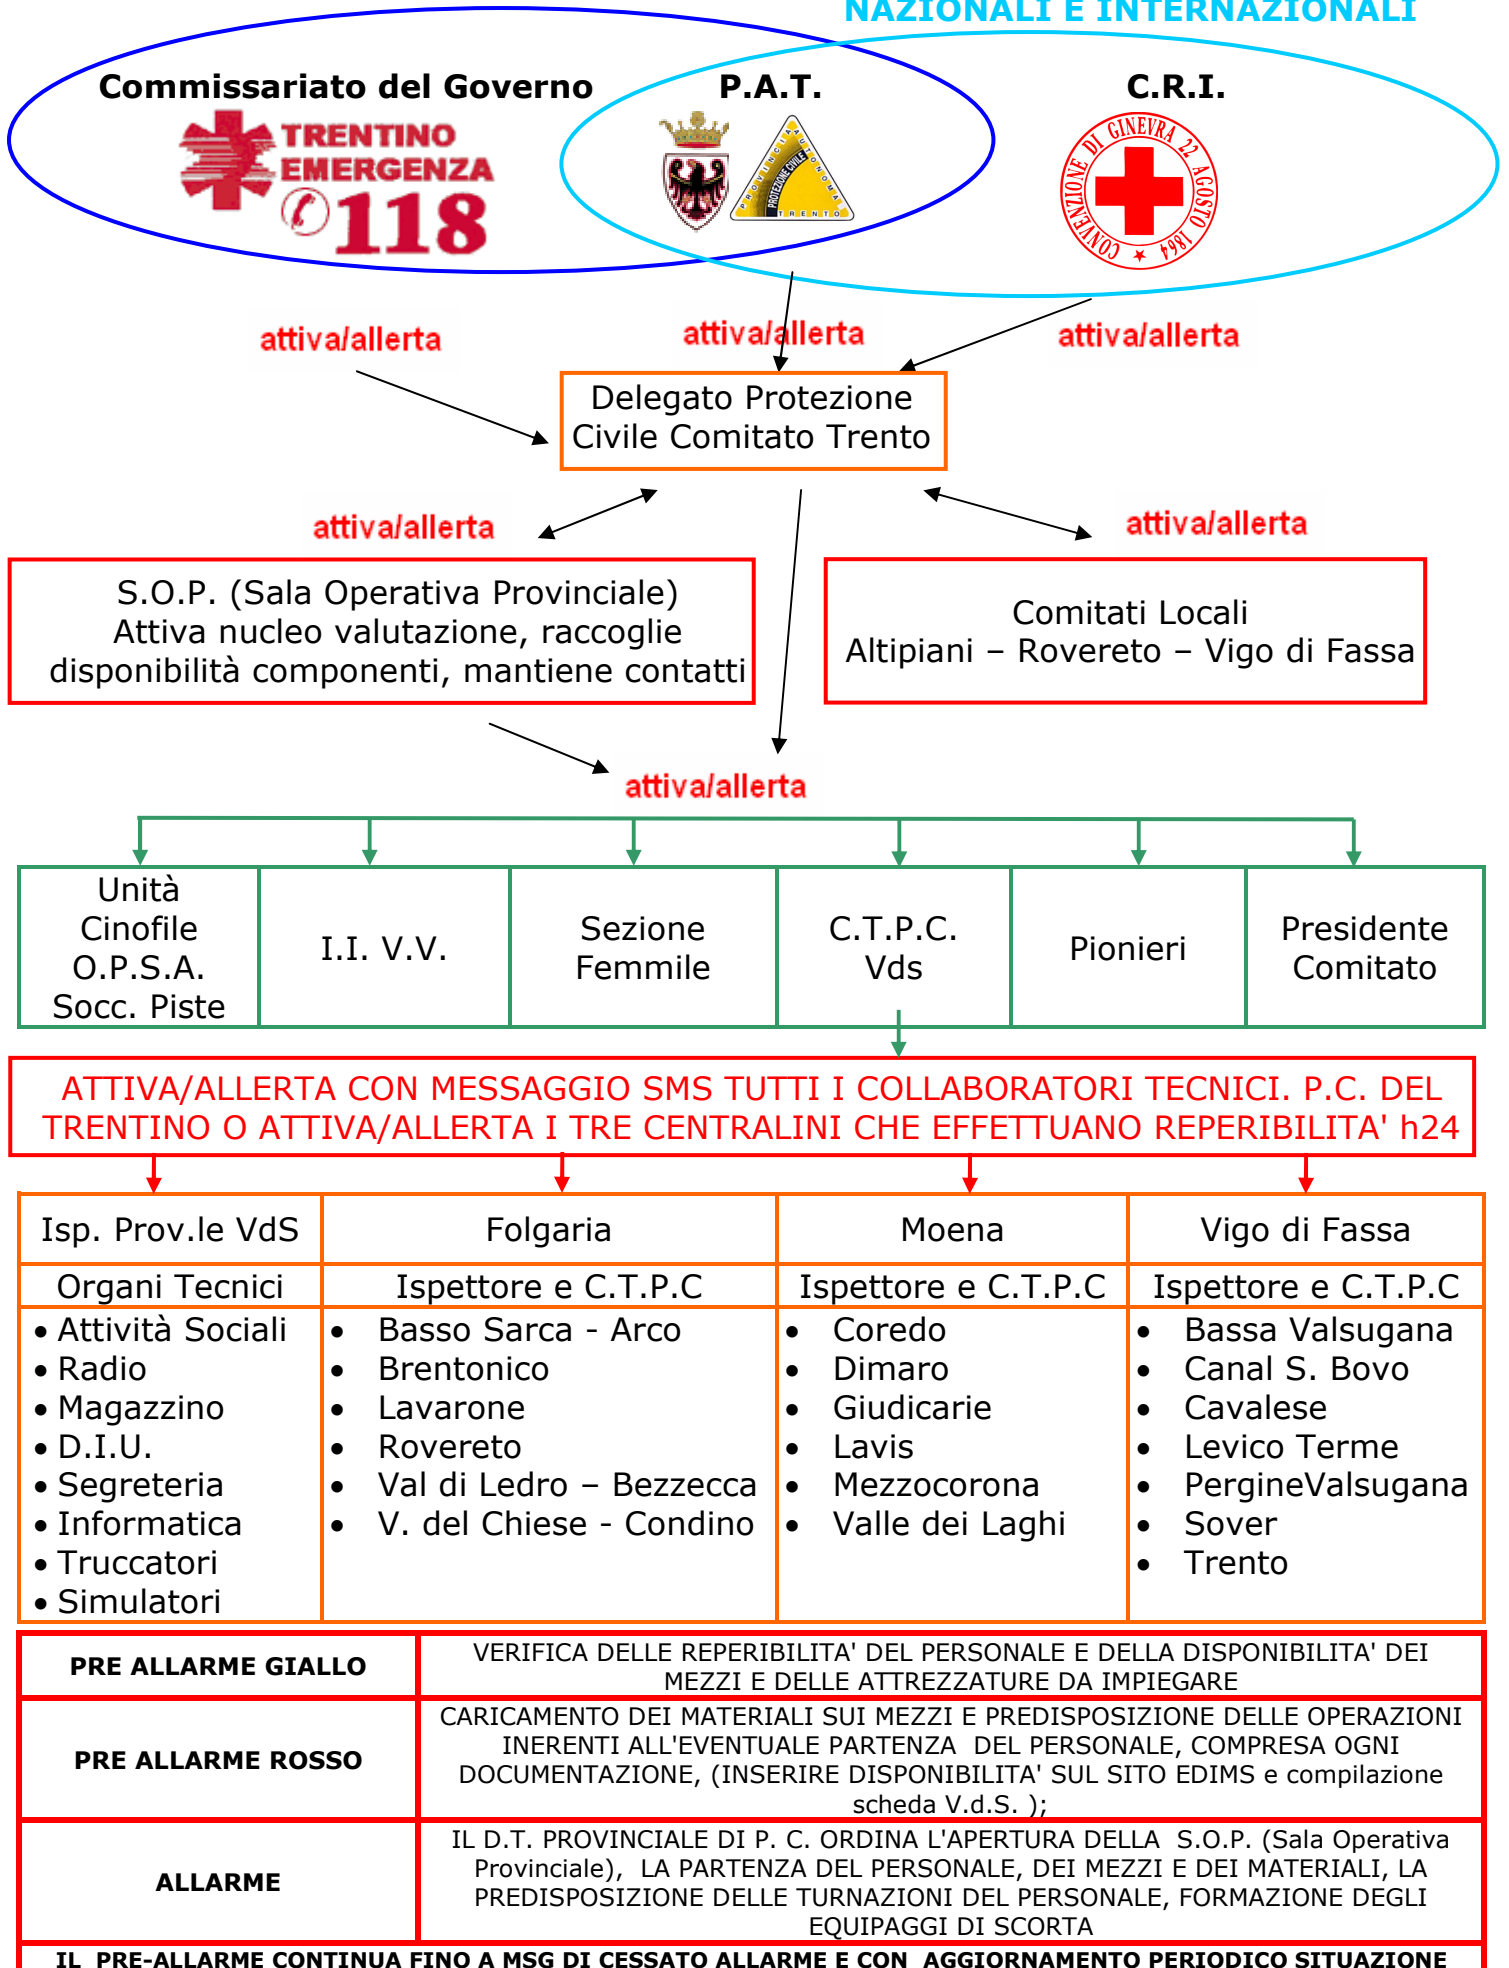 NAZIONALI E INTERNAZIONALI
Commissariato del Governo
P.A.T.
C.R.I.
TRENTINO
EMERGENZA
118
PROVINCIA AUTONOMA
PROTEZIONE CIVILE
TRENTO
CONVENZIONE DI GINEVRA 22 AGOSTO 1864
attiva/allerta
attiva/allerta
attiva/allerta
Delegato Protezione
Civile Comitato Trento
attiva/allerta
attiva/allerta
S.O.P. (Sala Operativa Provinciale)
Attiva nucleo valutazione, raccoglie
disponibilità componenti, mantiene contatti
Comitati Locali
Altipiani – Rovereto – Vigo di Fassa
attiva/allerta
Unità
Cinofile
O.P.S.A.
Socc. Piste
I.I. V.V.
Sezione
Femmile
C.T.P.C.
Vds
Pionieri
Presidente
Comitato
ATTIVA/ALLERTA CON MESSAGGIO SMS TUTTI I COLLABORATORI TECNICI. P.C. DEL
TRENTINO O ATTIVA/ALLERTA I TRE CENTRALINI CHE EFFETTUANO REPERIBILITA' h24
Isp. Prov.le VdS
Organi Tecnici
• Attività Sociali
• Radio
• Magazzino
• D.I.U.
• Segreteria
• Informatica
• Truccatori
• Simulatori
Folgaria
Ispettore e C.T.P.C
• Basso Sarca - Arco
• Brentonico
• Lavarone
• Rovereto
• Val di Ledro – Bezzecca
• V. del Chiese - Condino
Moena
Ispettore e C.T.P.C
• Coredo
• Dimaro
• Giudicarie
• Lavis
• Mezzocorona
• Valle dei Laghi
Vigo di Fassa
Ispettore e C.T.P.C
• Bassa Valsugana
• Canal S. Bovo
• Cavalese
• Levico Terme
• PergineValsugana
• Sover
• Trento
PRE ALLARME GIALLO
VERIFICA DELLE REPERIBILITA' DEL PERSONALE E DELLA DISPONIBILITA' DEI
MEZZI E DELLE ATTREZZATURE DA IMPIEGARE
PRE ALLARME ROSSO
CARICAMENTO DEI MATERIALI SUI MEZZI E PREDISPOSIZIONE DELLE OPERAZIONI
INERENTI ALL'EVENTUALE PARTENZA DEL PERSONALE, COMPRESA OGNI
DOCUMENTAZIONE, (INSERIRE DISPONIBILITA' SUL SITO EDIMS e compilazione
scheda V.d.S. );
ALLARME
IL D.T. PROVINCIALE DI P. C. ORDINA L'APERTURA DELLA S.O.P. (Sala Operativa
Provinciale), LA PARTENZA DEL PERSONALE, DEI MEZZI E DEI MATERIALI, LA
PREDISPOSIZIONE DELLE TURNAZIONI DEL PERSONALE, FORMAZIONE DEGLI
EQUIPAGGI DI SCORTA
IL PRE-ALLARME CONTINUA FINO A MSG DI CESSATO ALLARME E CON AGGIORNAMENTO PERIODICO SITUAZIONE